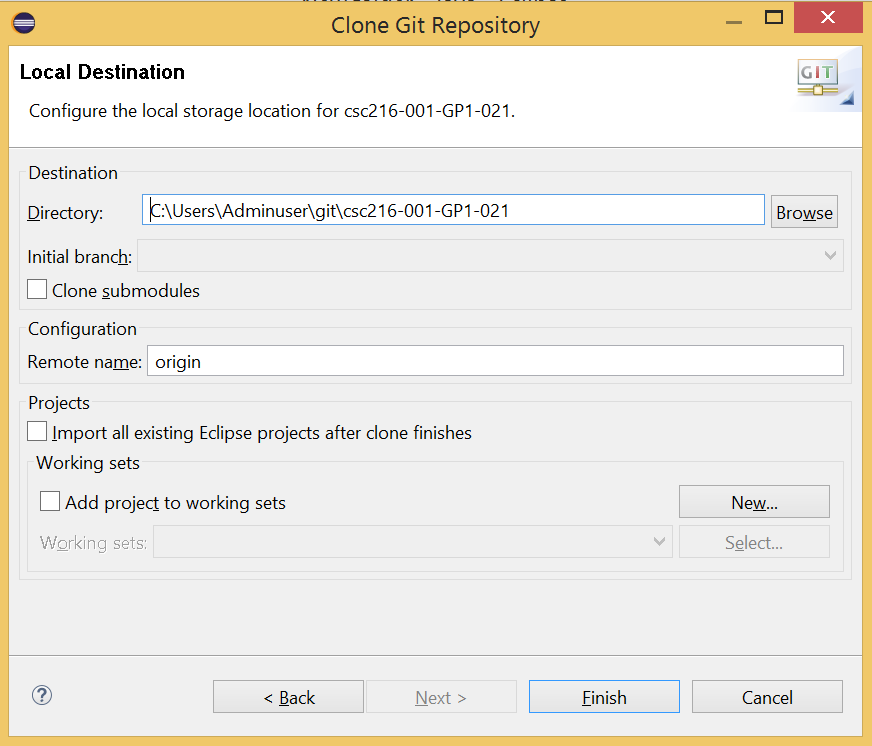 Clone Git Repository
Local Destination
GIT
Configure the local storage location for csc216-001-GP1-021.
Destination
Directory: C:\Users\Adminuser\git\csc216-001-GP1-021 Browse
Initial branch:
Clone submodules
Configuration
Remote name: origin
Projects
Import all existing Eclipse projects after clone finishes
Working sets
Add project to working sets New...
Working sets: Select...
? < Back Next > Finish Cancel